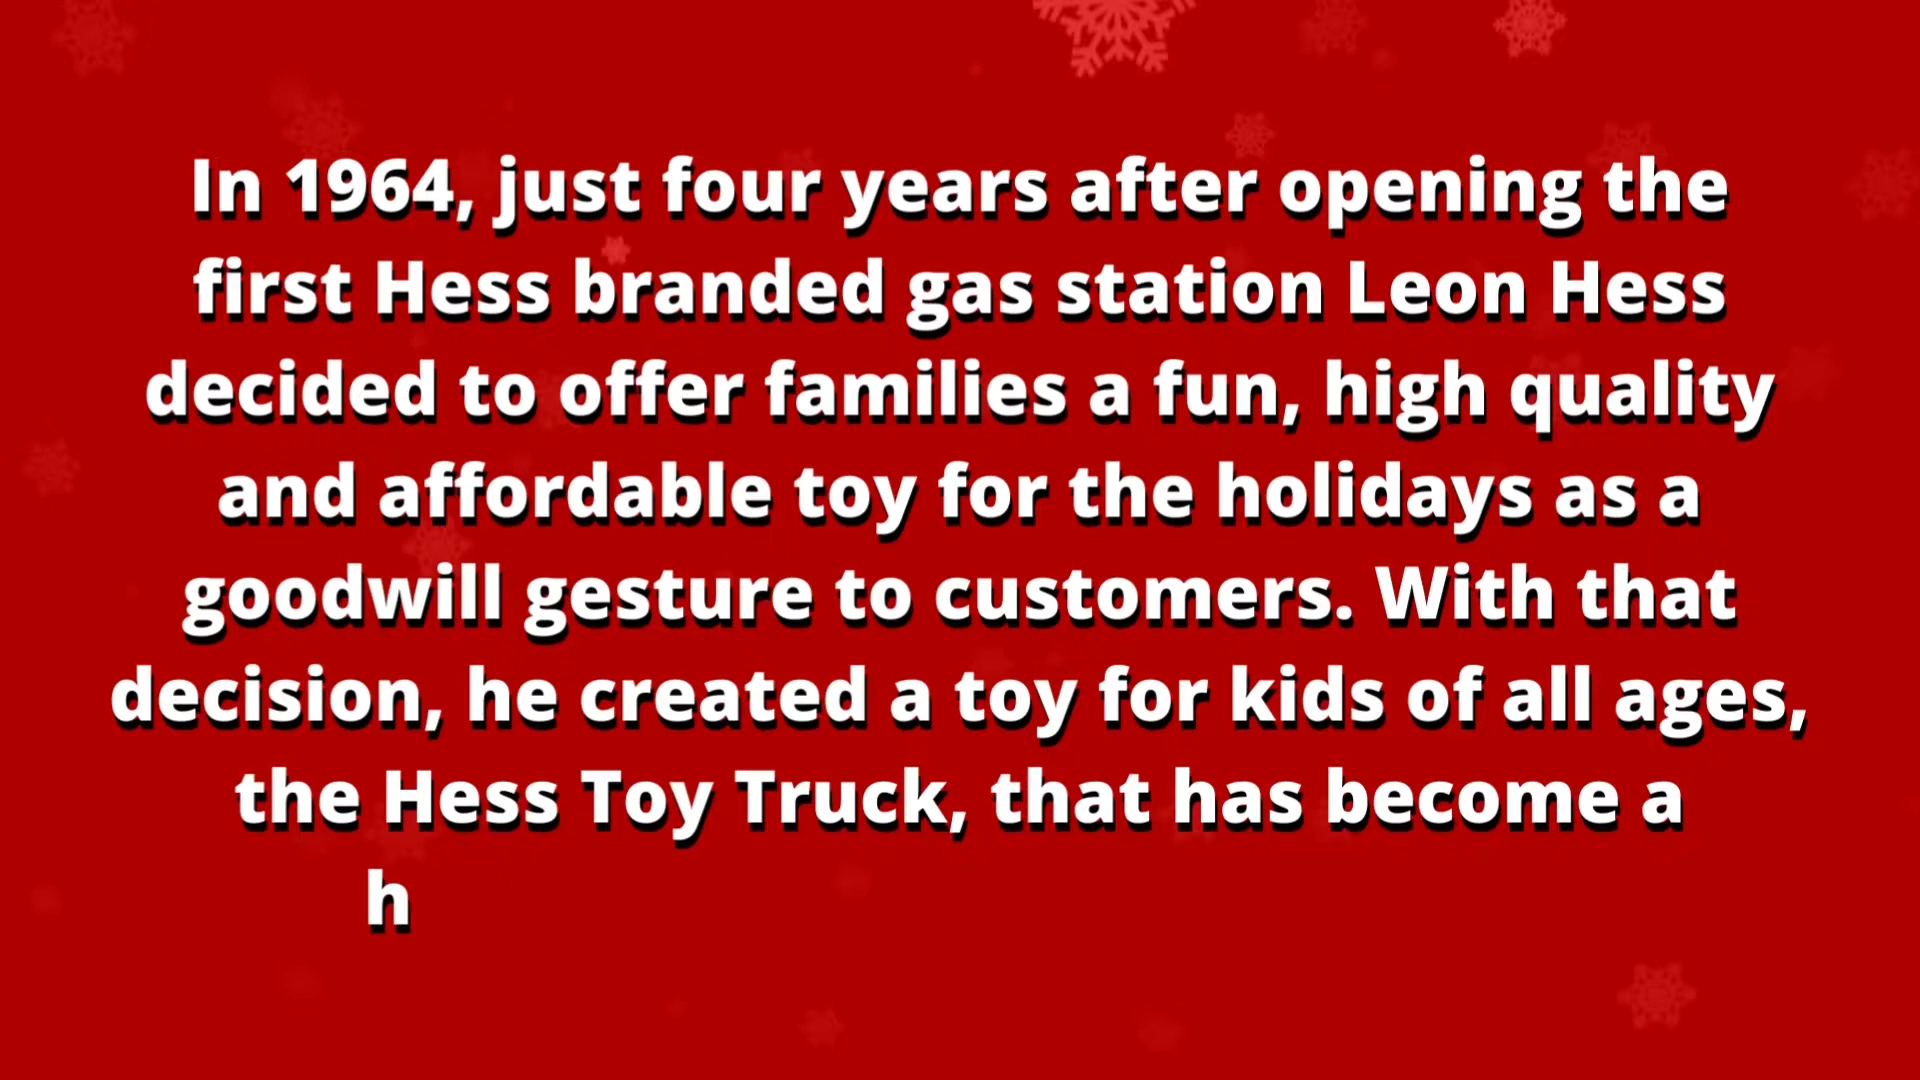 In 1964, just four years after opening the
first Hess branded gas station Leon Hess
decided to offer families a fun, high quality
and affordable toy for the holidays as a
goodwill gesture to customers. With that
decision, he created a toy for kids of all ages,
the Hess Toy Truck, that has become a
h